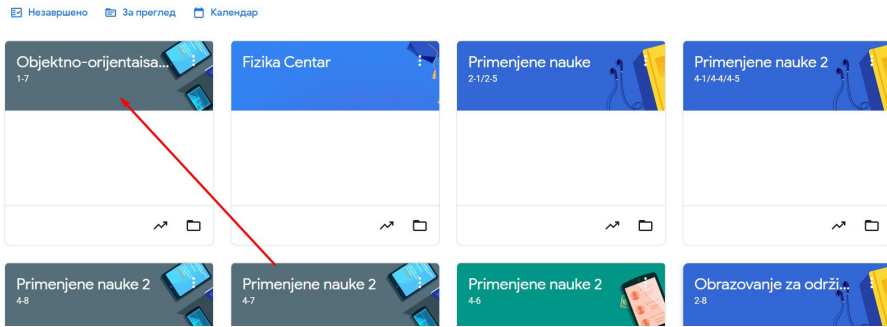 Незавршено За преглед Календар
Objektno-orijentaisa...
1-7
Fizika Centar
Primenjene nauke
2-1/2-5
Primenjene nauke 2
4-1/4-4/4-5
Primenjene nauke 2
4-8
Primenjene nauke 2
4-7
Primenjene nauke 2
4-6
Obrazovanje za održi...
2-8